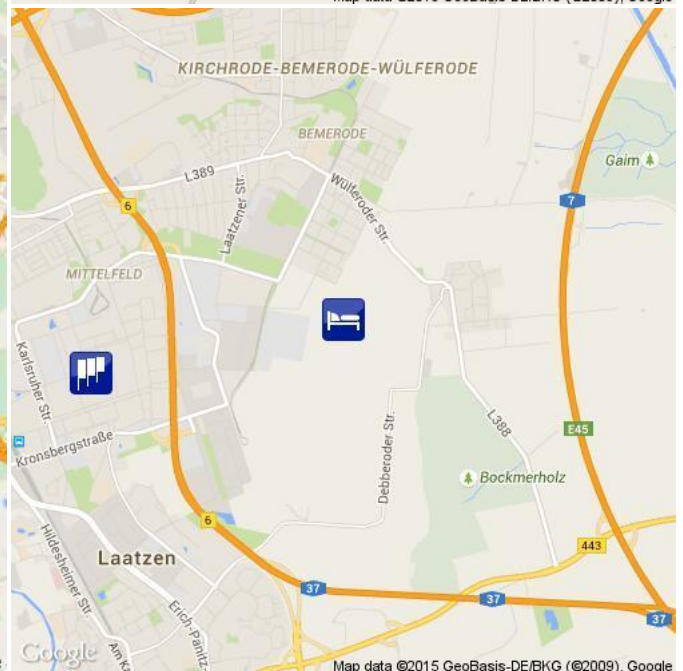 KIRCHRODE-BEMERODE-WÜLFERODE
BEMERODE
Gaim
L389
Wülferoder Str.
Laatzener Str.
6
7
MITTELFELD
Karlsruher Str.
Kronsbergstraße
Debberoder Str.
L388
E45
Bockmerholz
6
443
Laatzen
Hildesheimer Str.
Erich-Panitz-
37
37
37
Google
Map data ©2015 GeoBasis-DE/BKG (©2009), Google